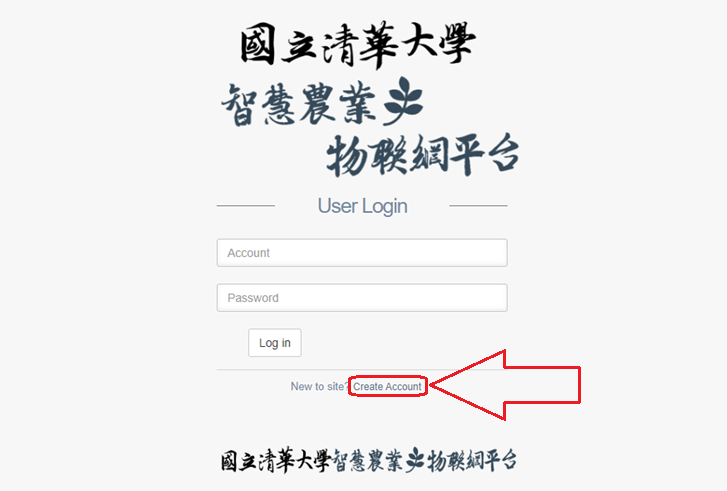 國立清華大學
智慧農業
物聯網平台
User Login
Account
Password
Log in
New to site? Create Account
國立清華大學智慧農業物聯網平台